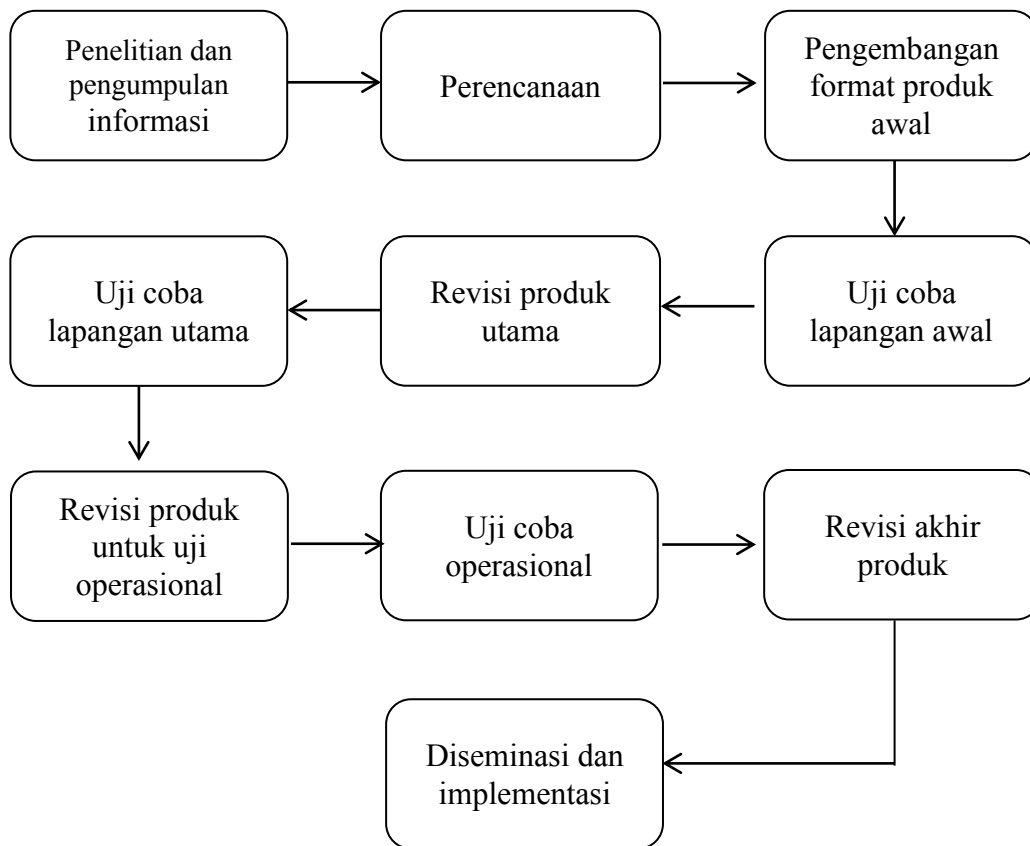 Penelitian dan
pengumpulan
informasi
Perencanaan
Pengembangan
format produk
awal
Uji coba
lapangan awal
Revisi produk
utama
Uji coba
lapangan utama
Revisi produk
untuk uji
operasional
Uji coba
operasional
Revisi akhir
produk
Diseminasi dan
implementasi